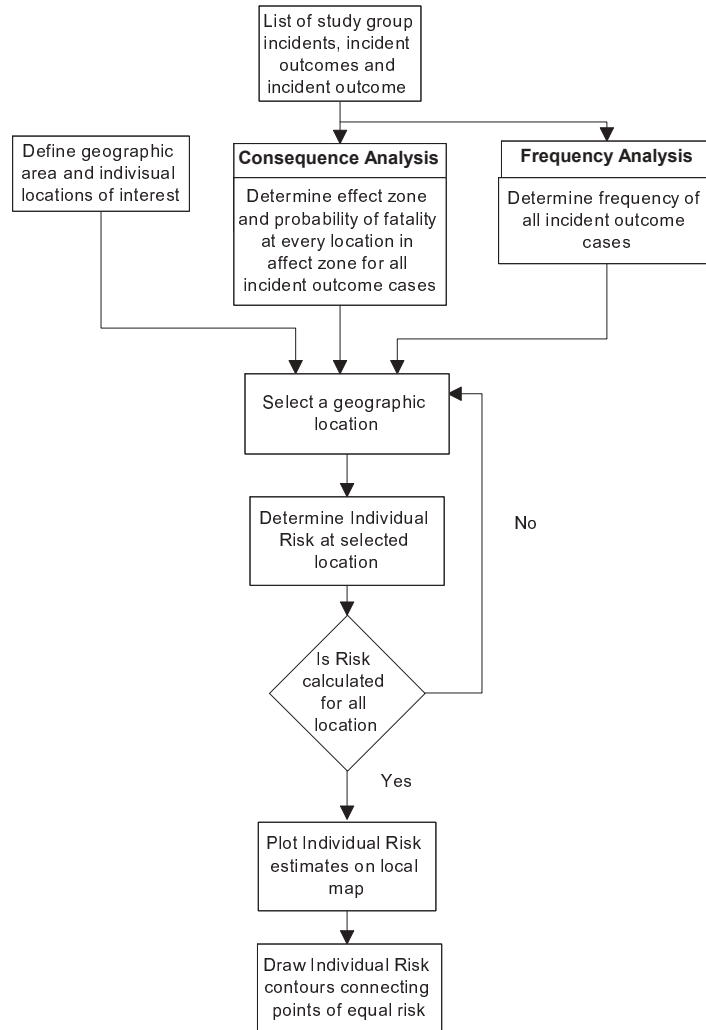 List of study group
incidents, incident
outcomes and
incident outcome
Define geographic
area and indivisual
locations of interest
Consequence Analysis
Determine effect zone
and probability of fatality
at every location in
affect zone for all
incident outcome cases
Frequency Analysis
Determine frequency of
all incident outcome
cases
Select a geographic
location
Determine Individual
Risk at selected
location
No
Is Risk
calculated
for all
location
Yes
Plot Individual Risk
estimates on local
map
Draw Individual Risk
contours connecting
points of equal risk